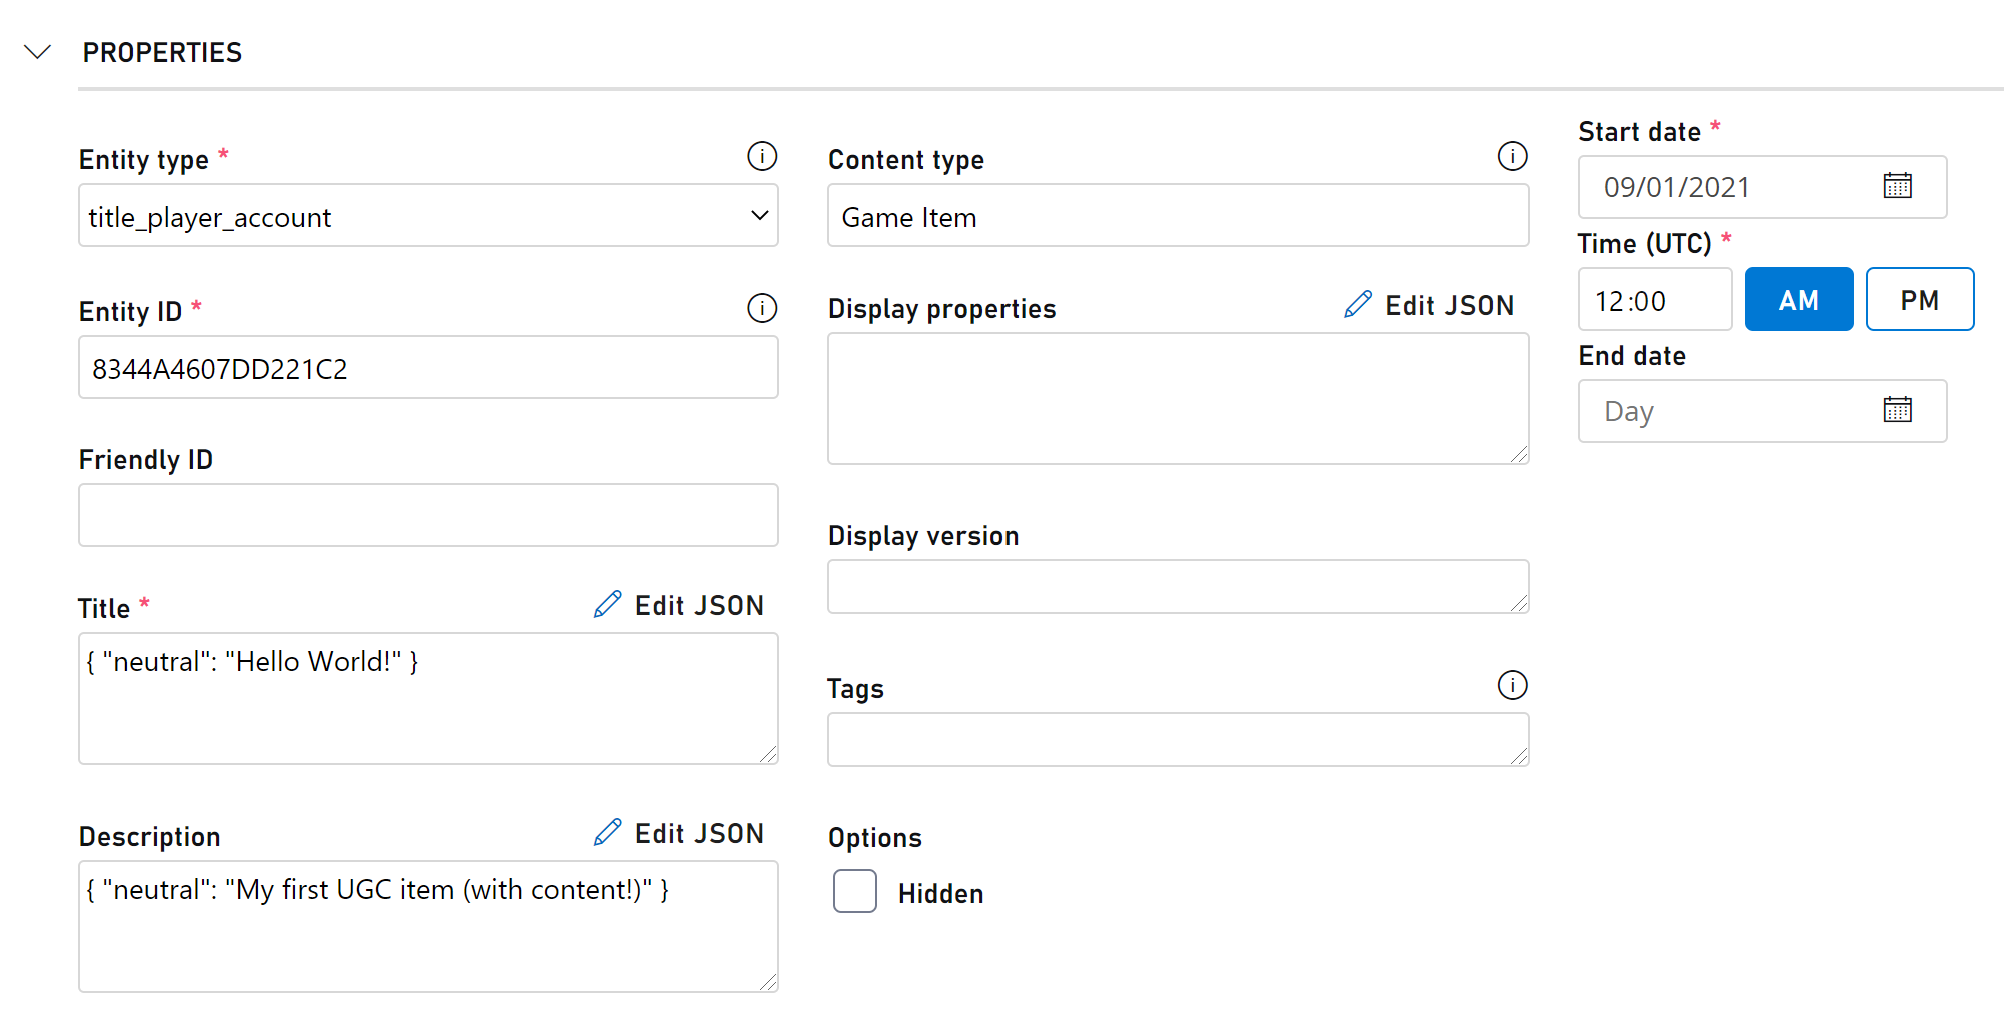 PROPERTIES
Entity type *
title_player_account
Entity ID *
8344A4607DD221C2
Friendly ID
Title *
Edit JSON
{ "neutral": "Hello World!" }
Description
Edit JSON
{ "neutral": "My first UGC item (with content!)" }
Content type
Game Item
Display properties
Edit JSON
Display version
Tags
Options
Hidden
Start date *
09/01/2021
Time (UTC) *
12:00
AM
PM
End date
Day